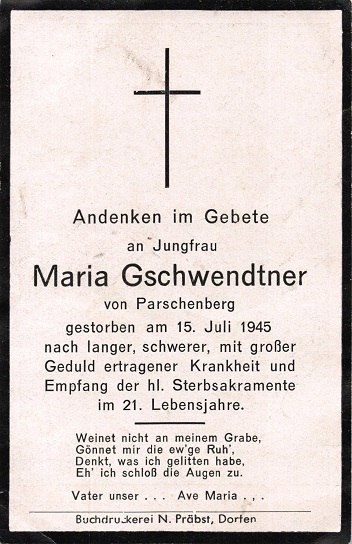 Andenken im Gebete
an Jungfrau
Maria Gschwendtner
von Parschenberg
gestorben am 15. Juli 1945
nach langer, schwerer, mit großer
Geduld ertragener Krankheit und
Empfang der hl. Sterbsakramente
im 21. Lebensjahre.
Weinet nicht an meinem Grabe,
Gönnet mir die ew'ge Ruh',
Denkt, was ich gelitten habe,
Eh' ich schloß die Augen zu.
Vater unser . . . Ave Maria . . .
Buchdruckerei N. Präbst, Dorfen